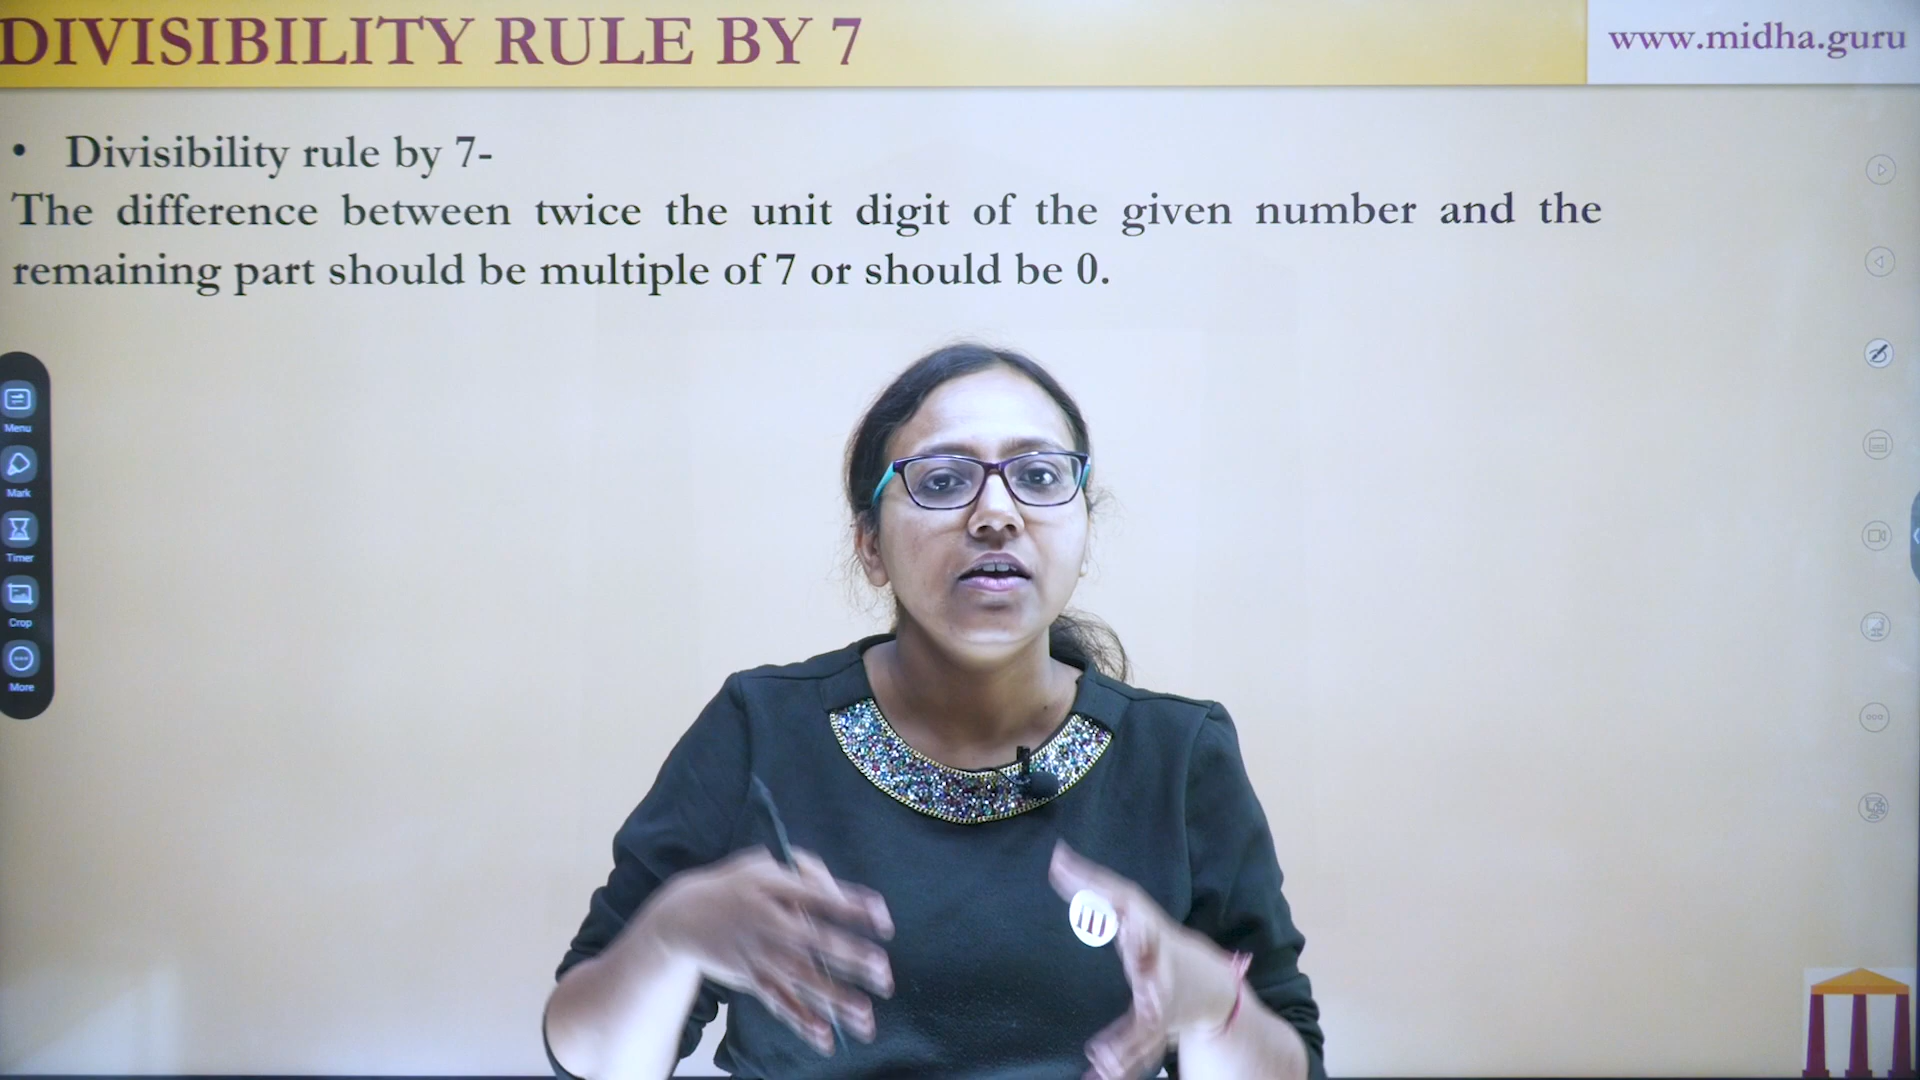 DIVISIBILITY RULE BY 7
www.midha.guru
• Divisibility rule by 7-
The difference between twice the unit digit of the given number and the
remaining part should be multiple of 7 or should be 0.
Menu
Mark
Timer
Crop
More